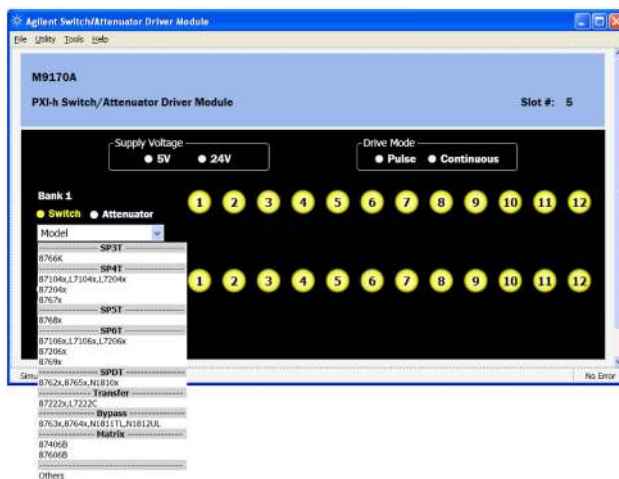 Agilent Switch/Attenuator Driver Module
File Utility Tools Help
M9170A
PXI-h Switch/Attenuator Driver Module Slot #: 5
Supply Voltage
5V 24V
Drive Mode
Pulse Continuous
Bank 1
Switch Attenuator
1 2 3 4 5 6 7 8 9 10 11 12
Model
SP3T
8766K
SP4T
87104x,L7104x,L7204x
87204x
8767x
1 2 3 4 5 6 7 8 9 10 11 12
SP5T
8768x
SP6T
87106x,L7106x,L7206x
87206x
8769x
SPDT
8762x,8765x,N1810x
Transfer
87222x,L7222C
Bypass
8763x,8764x,N1811TL,N1812UL
Matrix
87406B
87606B
Others
No Error